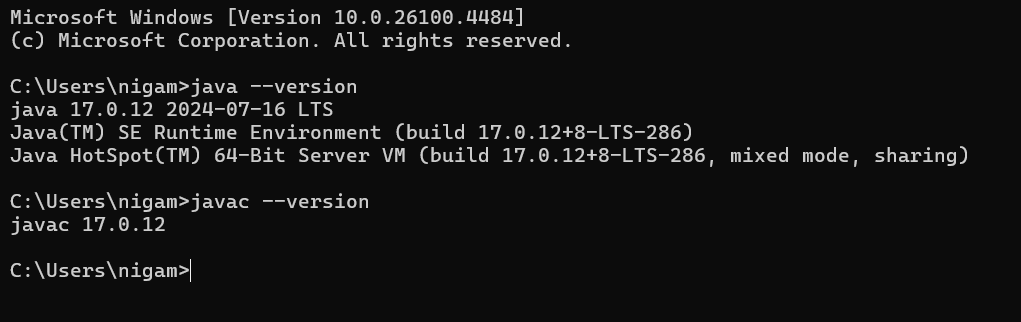 Microsoft Windows [Version 10.0.26100.4484]
(c) Microsoft Corporation. All rights reserved.
C:\Users\nigam>java --version
java 17.0.12 2024-07-16 LTS
Java(TM) SE Runtime Environment (build 17.0.12+8-LTS-286)
Java HotSpot(TM) 64-Bit Server VM (build 17.0.12+8-LTS-286, mixed mode, sharing)
C:\Users\nigam>javac --version
javac 17.0.12
C:\Users\nigam>